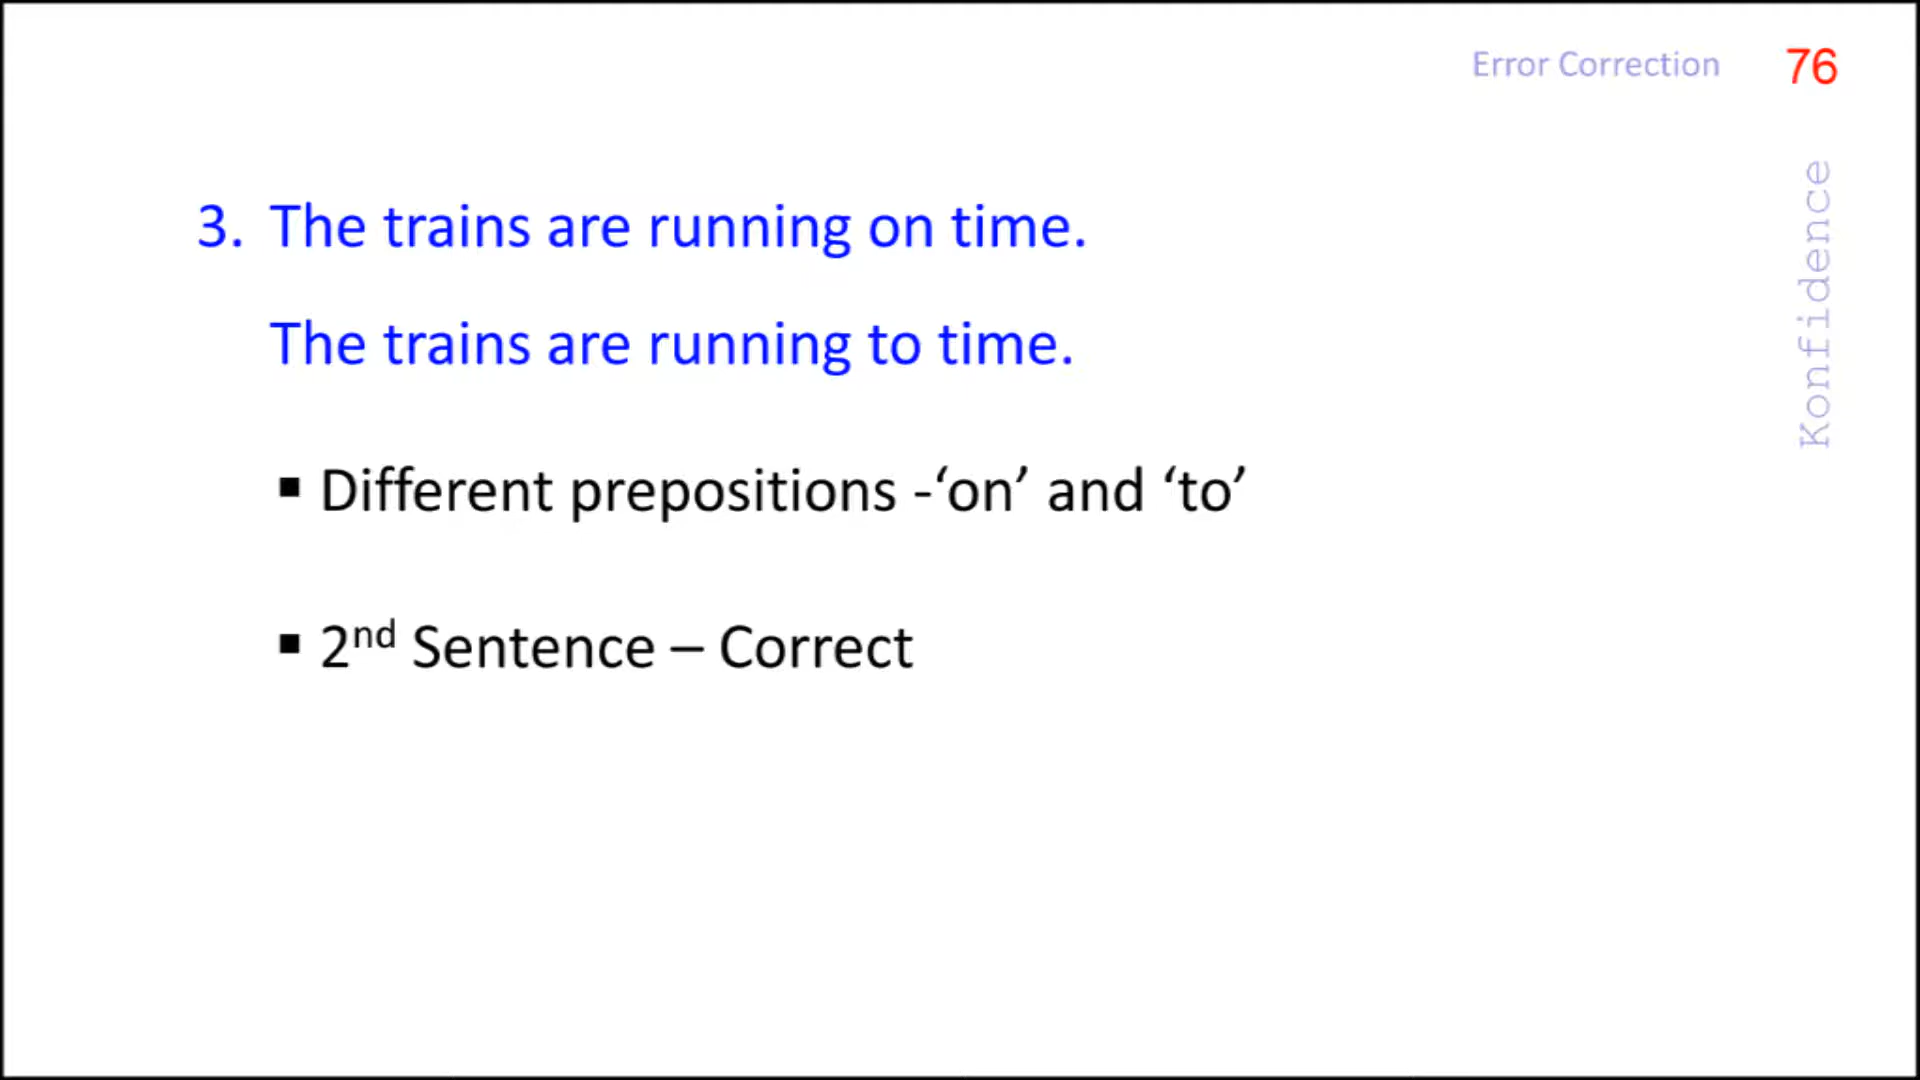 Error Correction 76
Konfidence
3. The trains are running on time.
The trains are running to time.
▪ Different prepositions -‘on’ and ‘to’
▪ 2nd Sentence – Correct